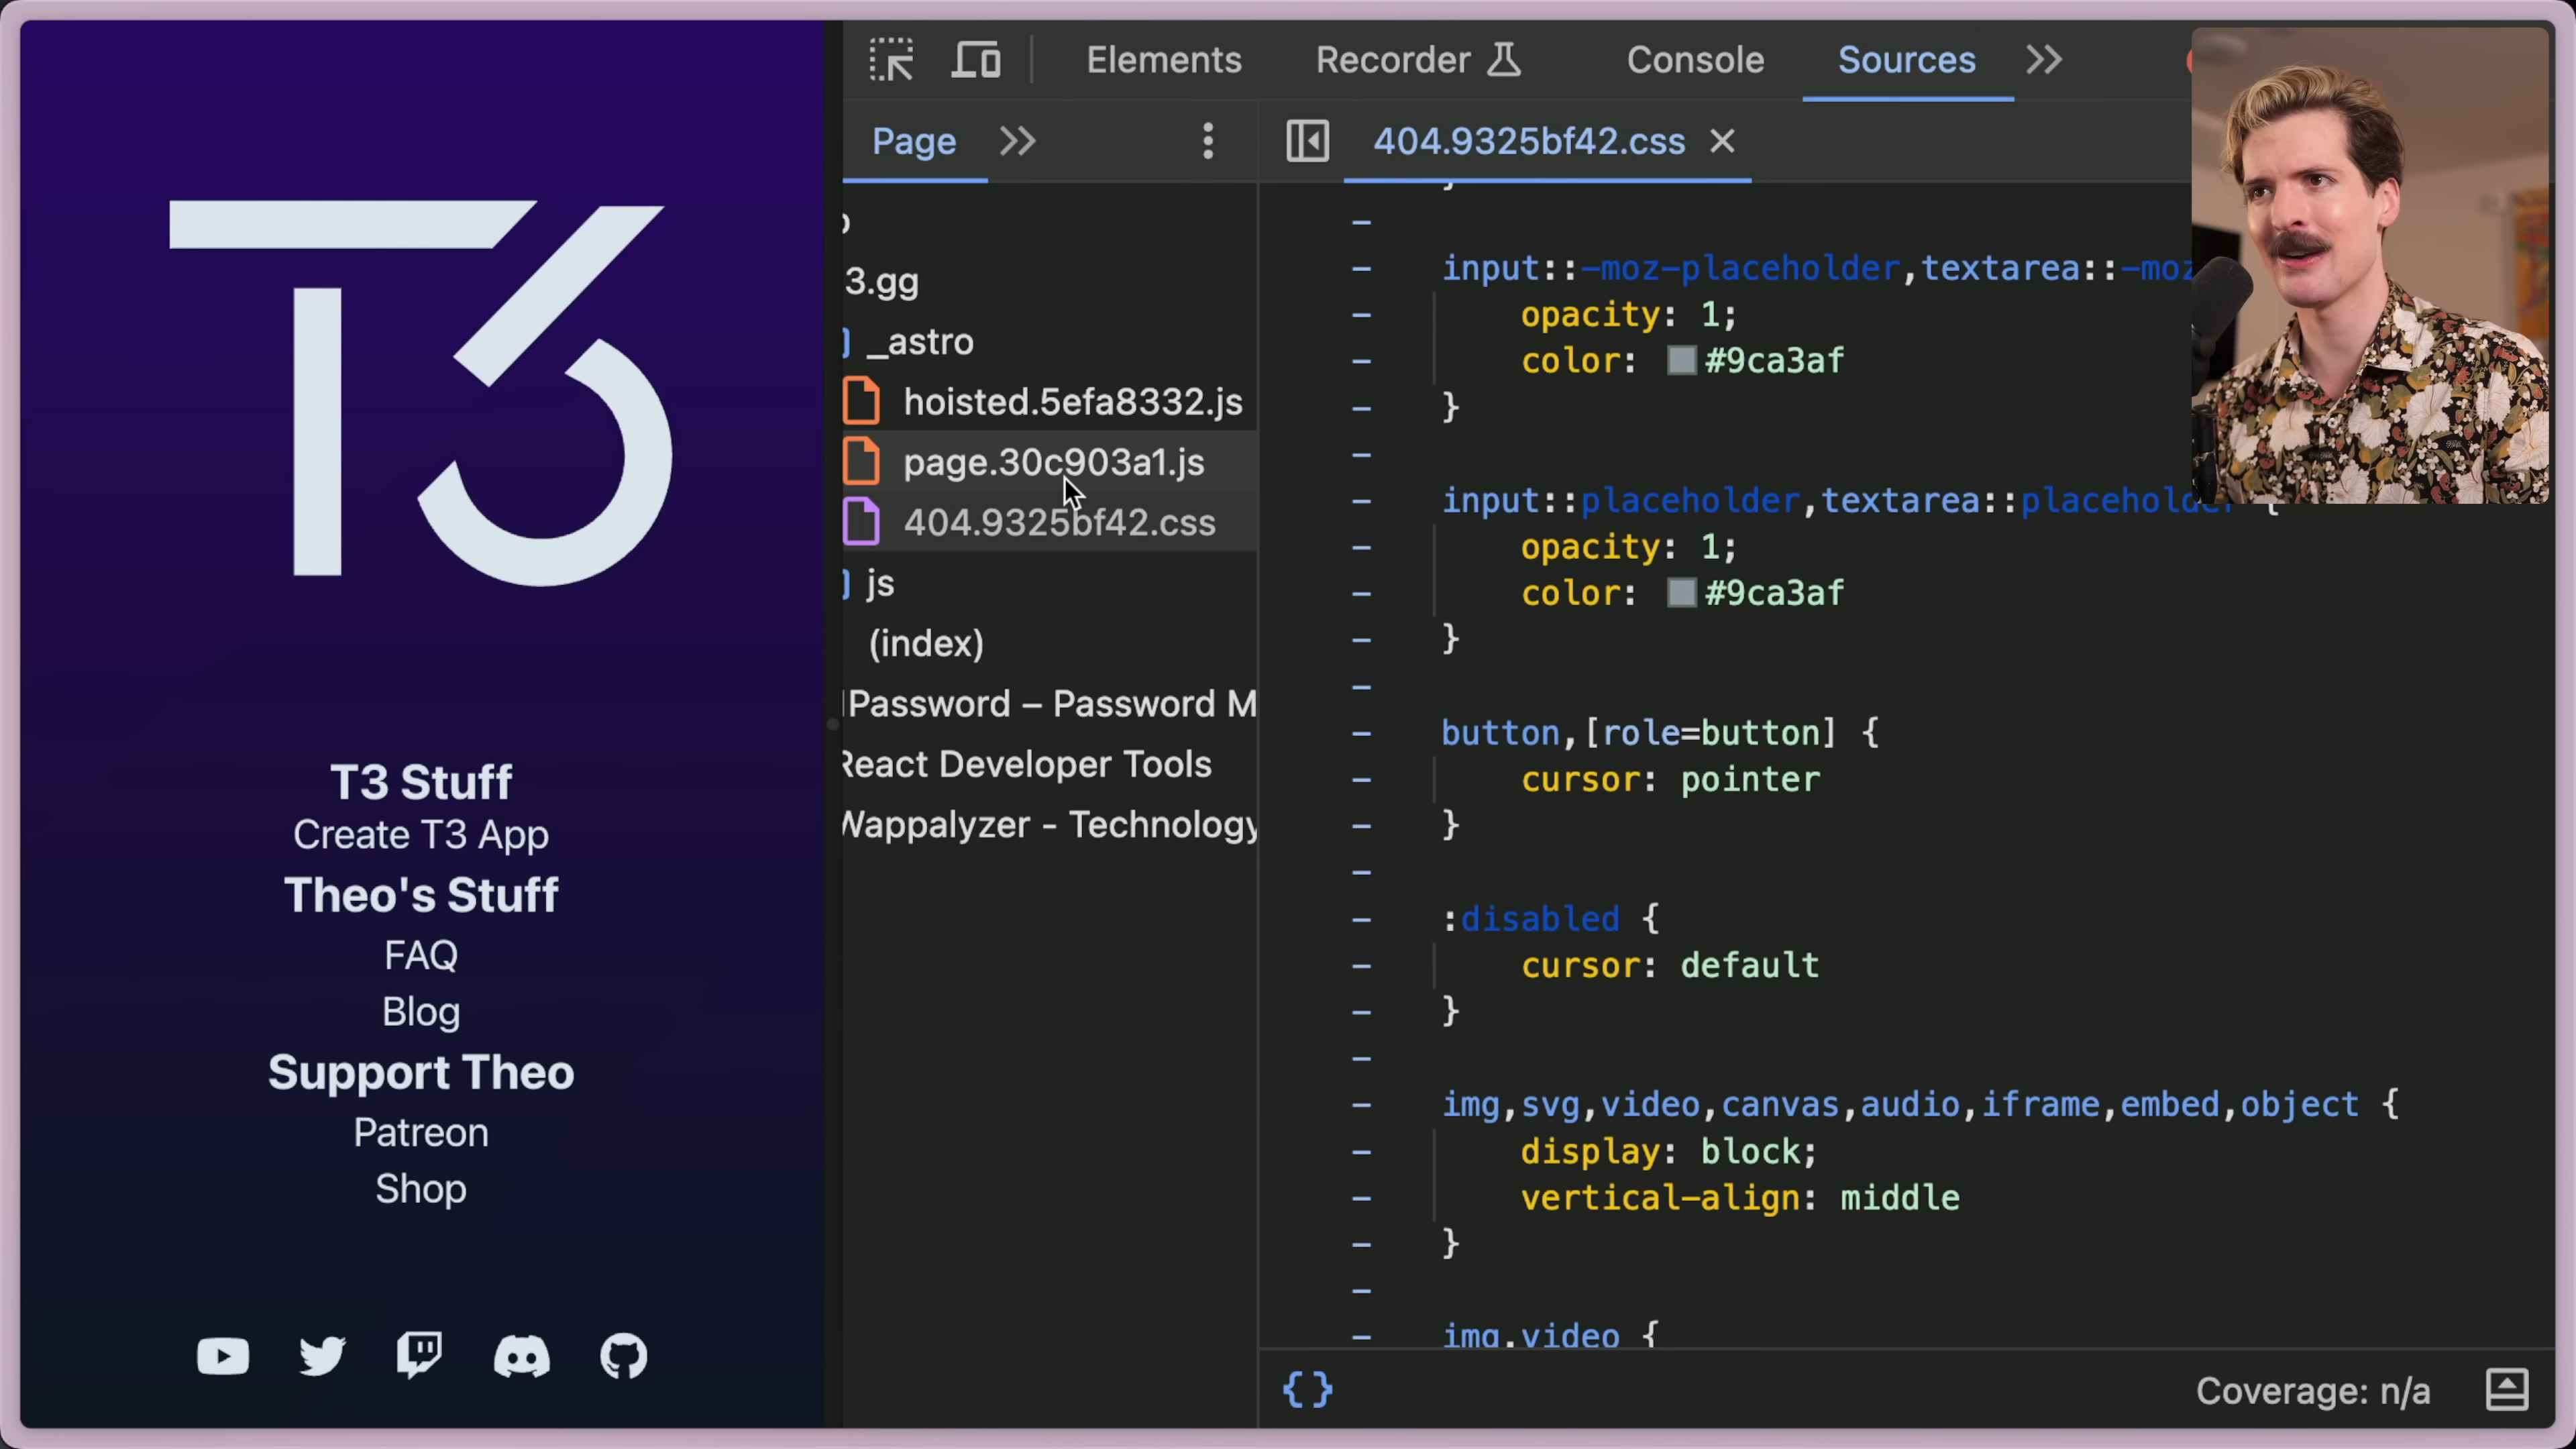 T3
T3 Stuff
Create T3 App
Theo's Stuff
FAQ
Blog
Support Theo
Patreon
Shop
Elements
Recorder
Console
Sources
Page
3.gg
_astro
hoisted.5efa8332.js
page.30c903a1.js
404.9325bf42.css
js
(index)
Password – Password M
React Developer Tools
Wappalyzer - Technology
404.9325bf42.css
}
-
- input::-moz-placeholder,textarea::-moz
- opacity: 1;
- color: #9ca3af
- }
-
- input::placeholder,textarea::placeholder {
- opacity: 1;
- color: #9ca3af
- }
-
- button,[role=button] {
- cursor: pointer
- }
-
- :disabled {
- cursor: default
- }
-
- img,svg,video,canvas,audio,iframe,embed,object {
- display: block;
- vertical-align: middle
- }
-
- img,video {
{}
Coverage: n/a